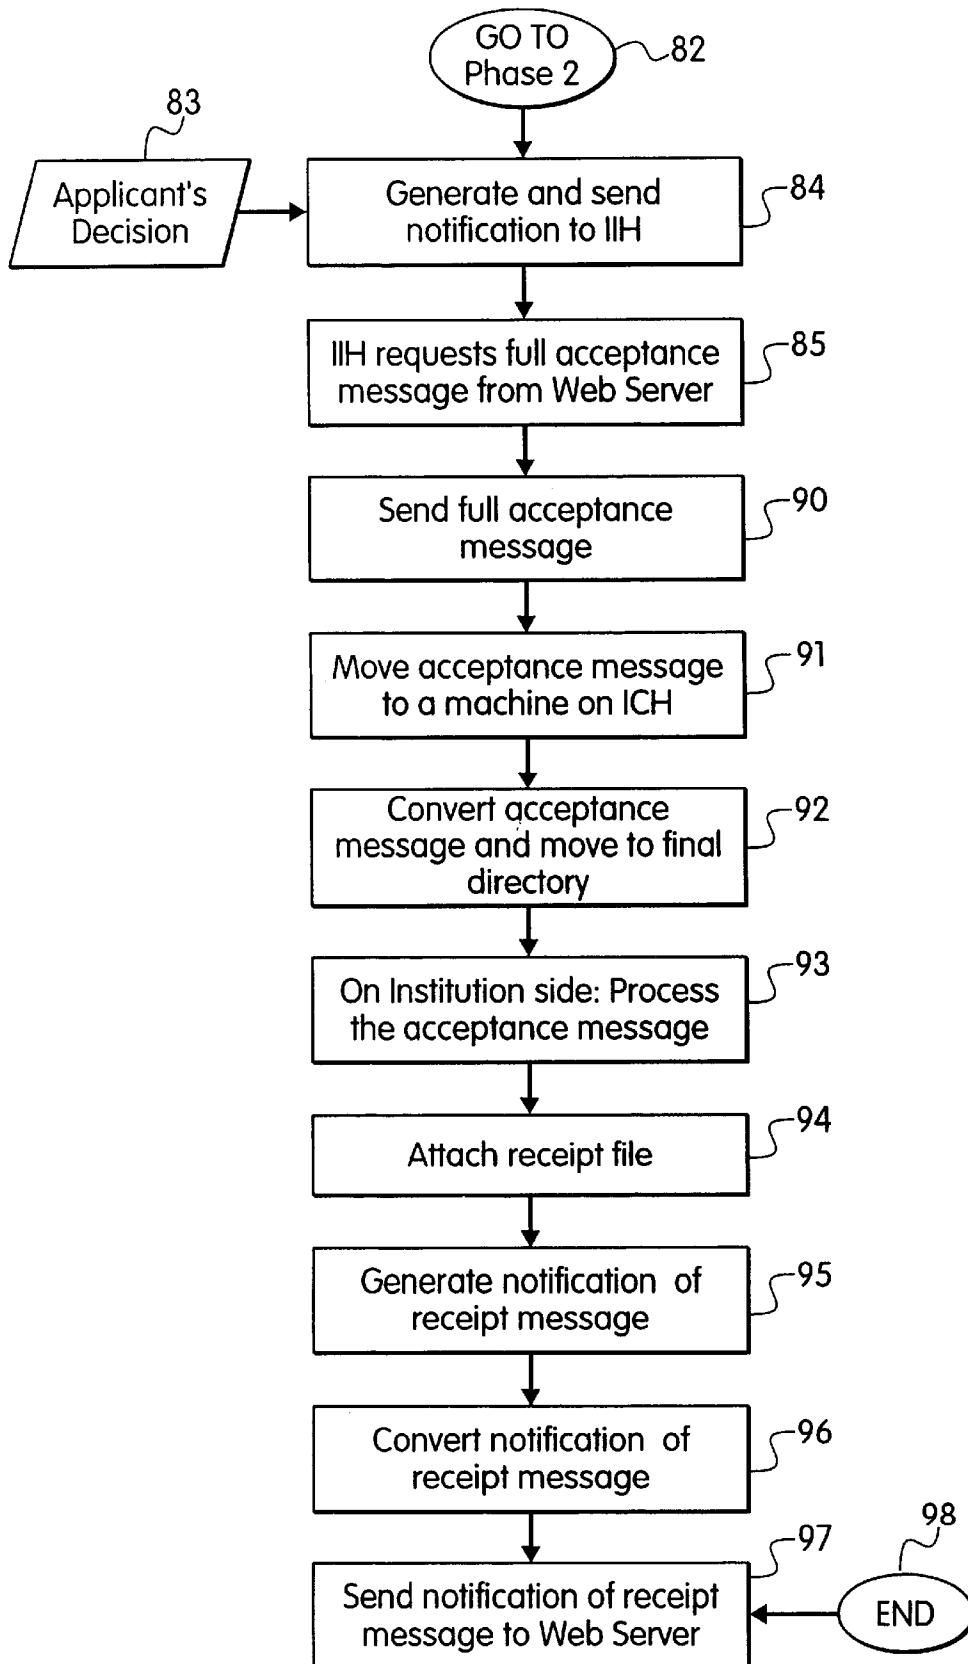 GO TO
Phase 2
82
83
Applicant's
Decision
Generate and send
notification to IIH
84
IIH requests full acceptance
message from Web Server
85
Send full acceptance
message
90
Move acceptance message
to a machine on ICH
91
Convert acceptance
message and move to final
directory
92
On Institution side: Process
the acceptance message
93
Attach receipt file
94
Generate notification of
receipt message
95
Convert notification of
receipt message
96
Send notification of receipt
message to Web Server
97
98
END